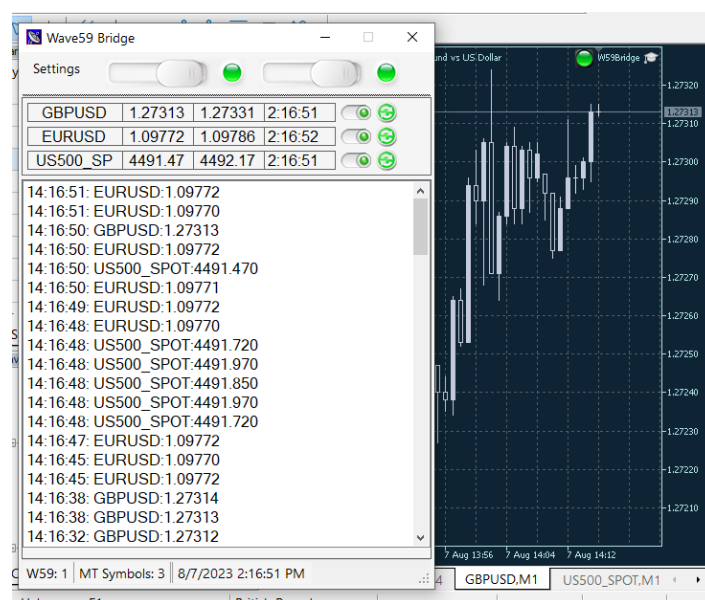 Wave59 Bridge
Settings
GBPUSD 1.27313 1.27331 2:16:51
EURUSD 1.09772 1.09786 2:16:52
US500_SP 4491.47 4492.17 2:16:51
14:16:51: EURUSD:1.09772
14:16:51: EURUSD:1.09770
14:16:50: GBPUSD:1.27313
14:16:50: EURUSD:1.09772
14:16:50: US500_SPOT:4491.470
14:16:50: EURUSD:1.09771
14:16:49: EURUSD:1.09772
14:16:48: EURUSD:1.09770
14:16:48: US500_SPOT:4491.720
14:16:48: US500_SPOT:4491.970
14:16:48: US500_SPOT:4491.850
14:16:48: US500_SPOT:4491.970
14:16:48: US500_SPOT:4491.720
14:16:47: EURUSD:1.09772
14:16:45: EURUSD:1.09770
14:16:45: EURUSD:1.09772
14:16:38: GBPUSD:1.27314
14:16:38: GBPUSD:1.27313
14:16:32: GBPUSD:1.27312
W59: 1 MT Symbols: 3 8/7/2023 2:16:51 PM
vs US Dollar
W59Bridge
1.27320
1.27313
1.27310
1.27300
1.27290
1.27280
1.27270
1.27260
1.27250
1.27240
1.27230
1.27220
1.27210
7 Aug 13:56 7 Aug 14:04 7 Aug 14:12
4 GBPUSD,M1 US500_SPOT,M1